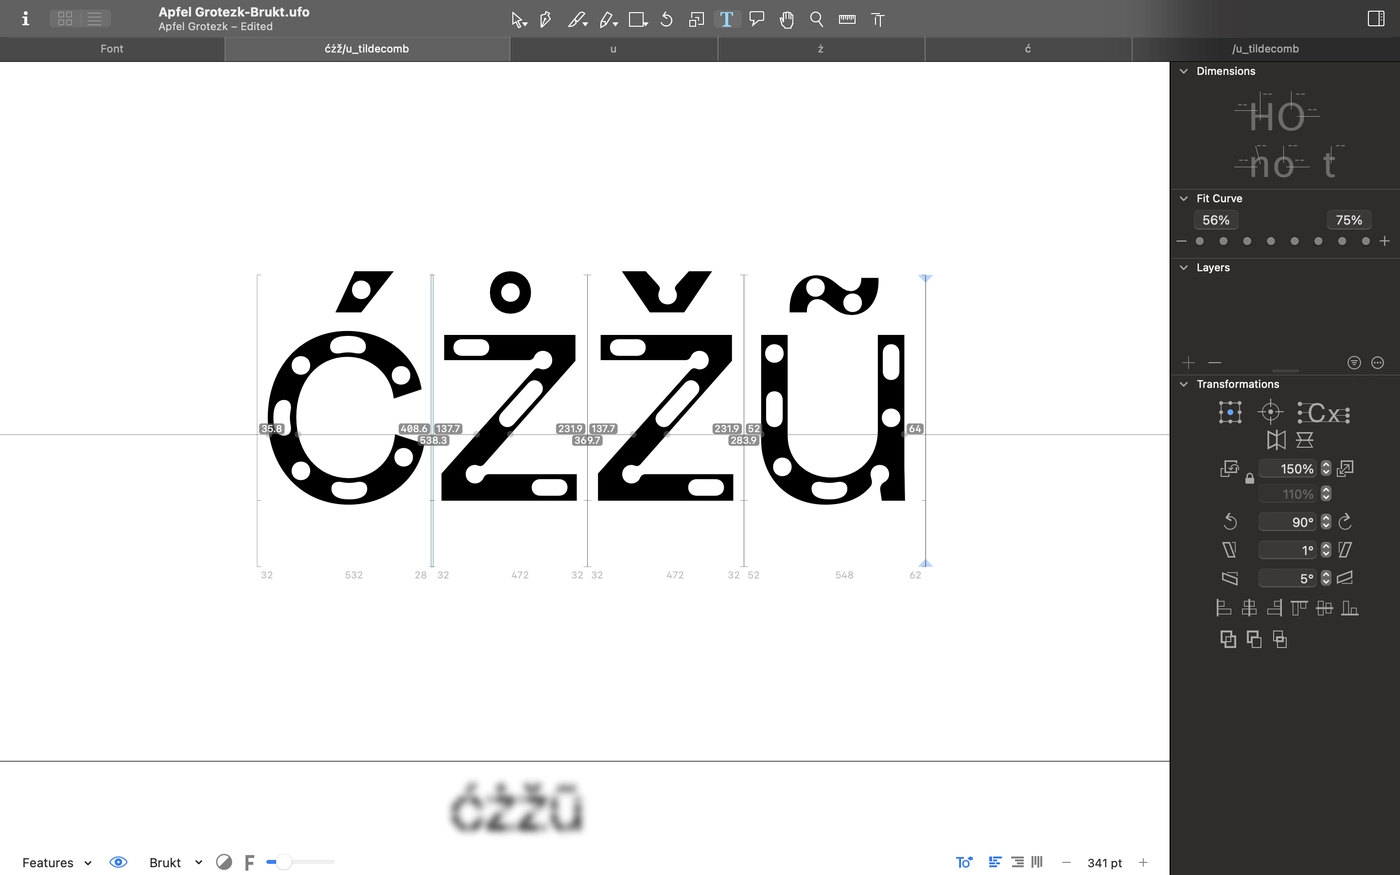 Apfel Grotezk-Brukt.ufo
Apfel Grotezk – Edited
T
Font
ćżž/u_tildecomb
u
ż
ć
/u_tildecomb
Dimensions
HO
no t
Fit Curve
56% 75%
Layers
Transformations
Cx
150%
110%
90°
1°
5°
ćżžũ
35.8 408.6 137.7 231.9 137.7 231.9 52 64
538.3 369.7 283.9
32 532 28 32 472 32 32 472 32 52 548 62
ćżžũ
Features Brukt F 341 pt